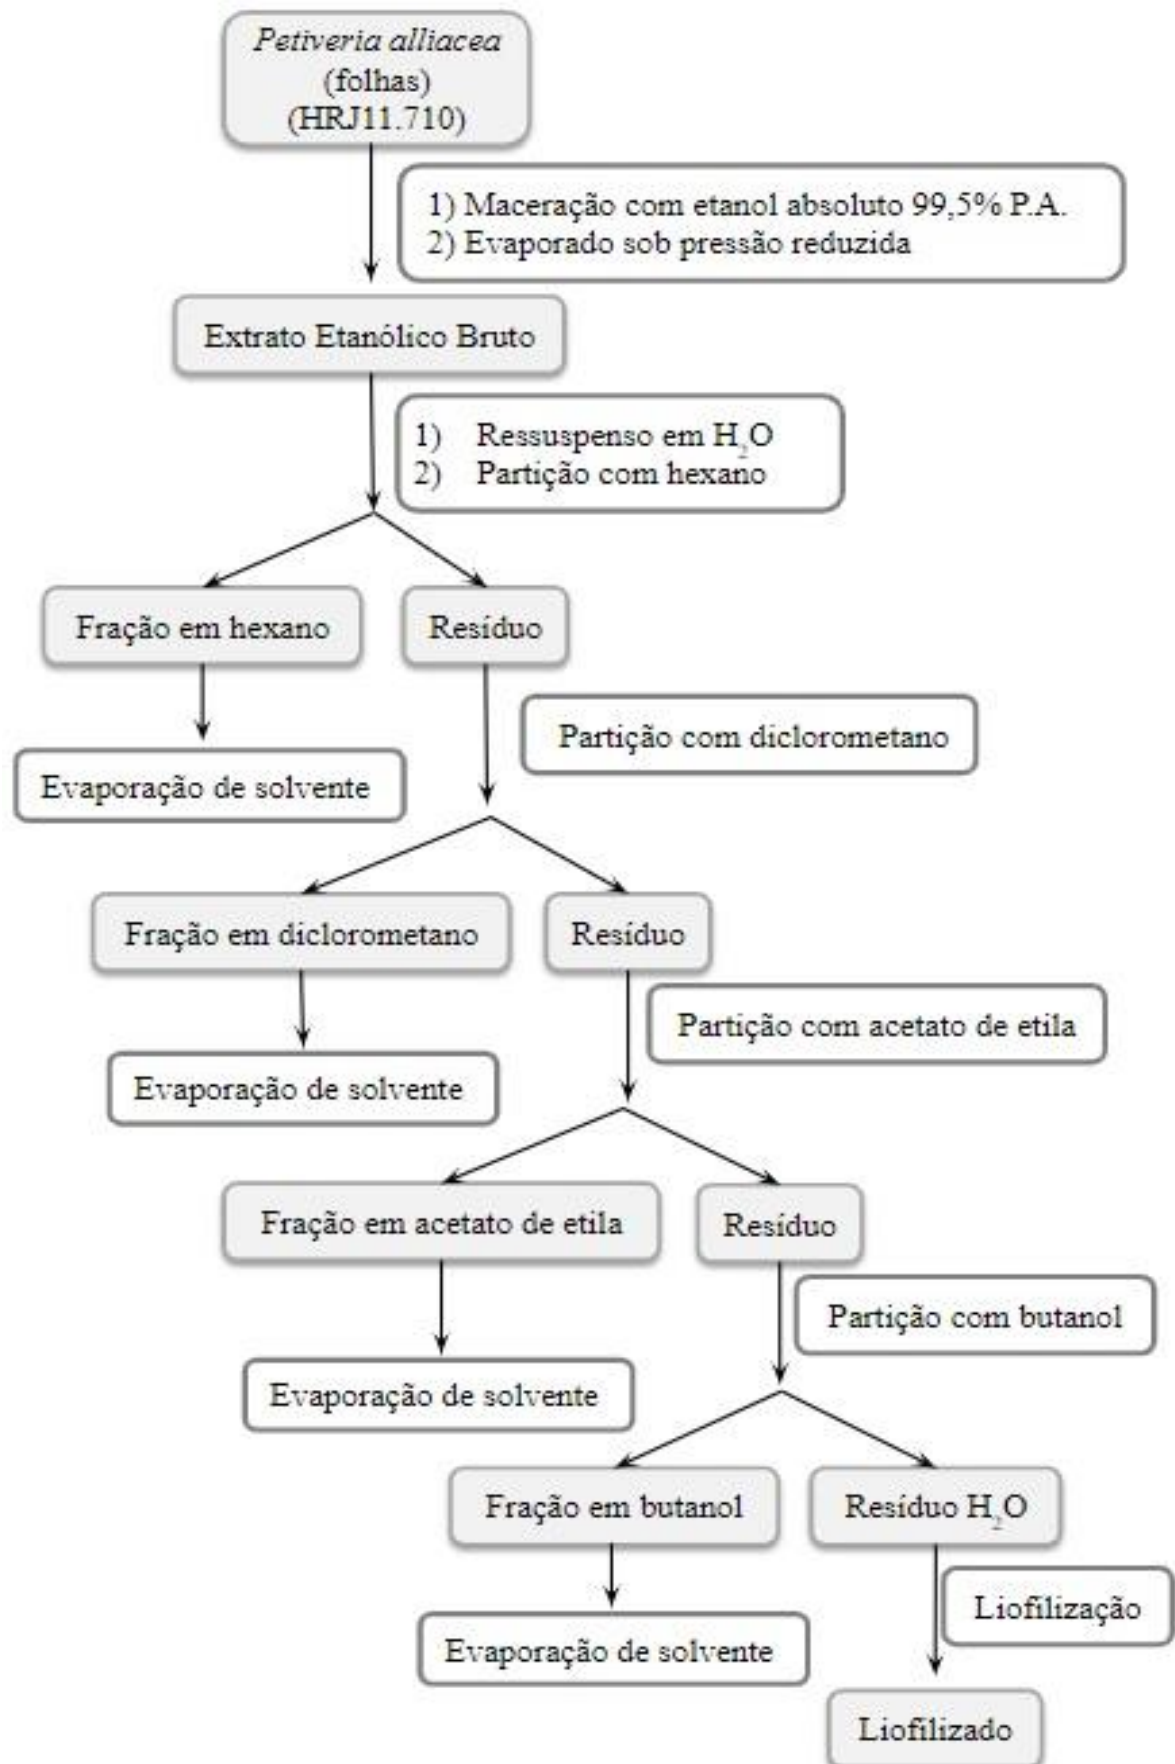 Petiveria alliacea
(folhas)
(HRJ11.710)
1) Maceração com etanol absoluto 99,5% P.A.
2) Evaporado sob pressão reduzida
Extrato Etanólico Bruto
1) Ressuspenso em H₂O
2) Partição com hexano
Fração em hexano
Resíduo
Partição com diclorometano
Evaporação de solvente
Fração em diclorometano
Resíduo
Partição com acetato de etila
Evaporação de solvente
Fração em acetato de etila
Resíduo
Partição com butanol
Evaporação de solvente
Fração em butanol
Resíduo H₂O
Liofilização
Evaporação de solvente
Liofilizado